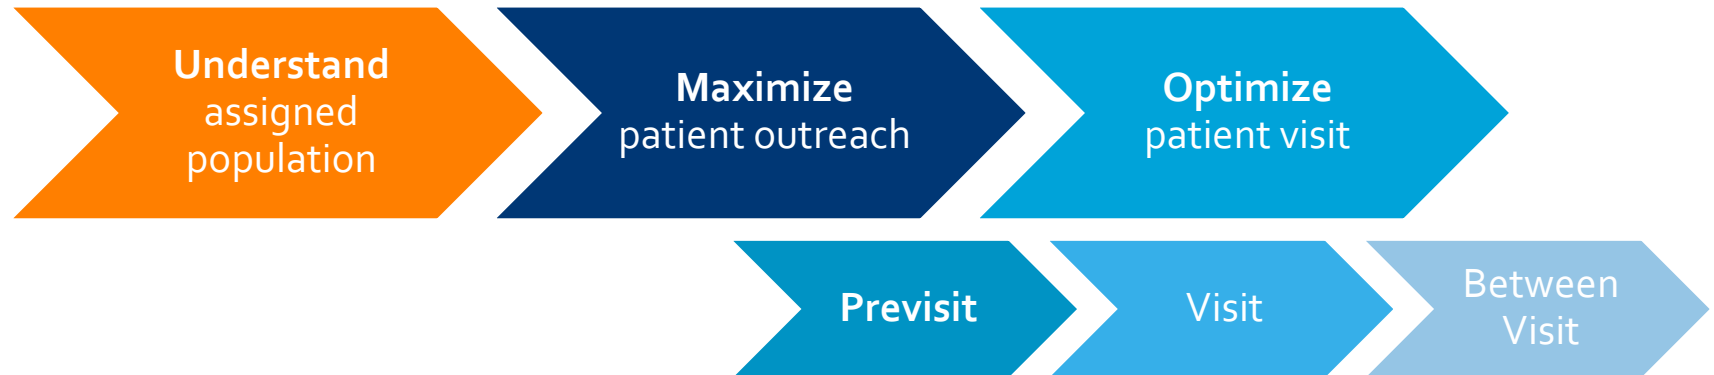 Understand
assigned
population
Maximize
patient outreach
Optimize
patient visit
Previsit
Visit
Between
Visit